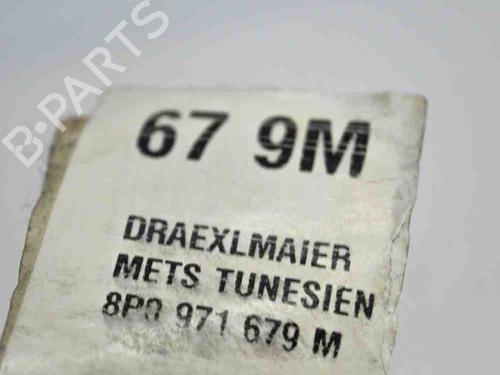 B-PARTS
67 9M
DRAEXLMAIER
METS TUNESIEN
8P0 971 679 M